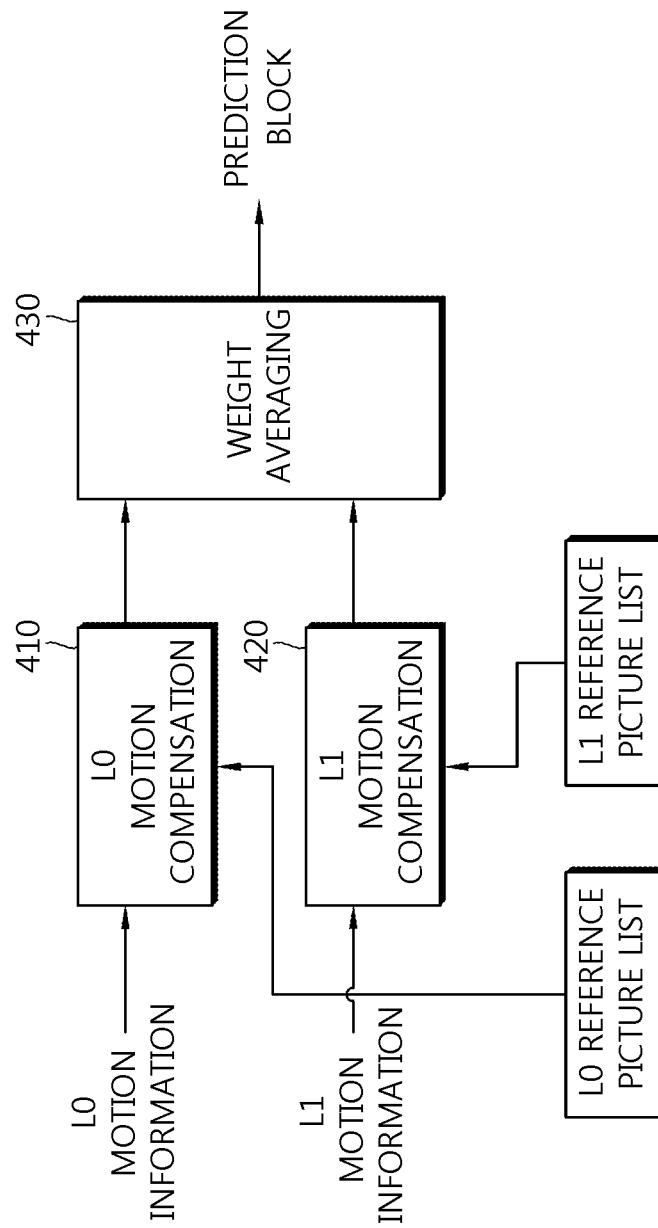 L0
MOTION
INFORMATION
410
L0
MOTION
COMPENSATION
430
WEIGHT
AVERAGING
PREDICTION
BLOCK
L1
MOTION
INFORMATION
420
L1
MOTION
COMPENSATION
L0 REFERENCE
PICTURE LIST
L1 REFERENCE
PICTURE LIST